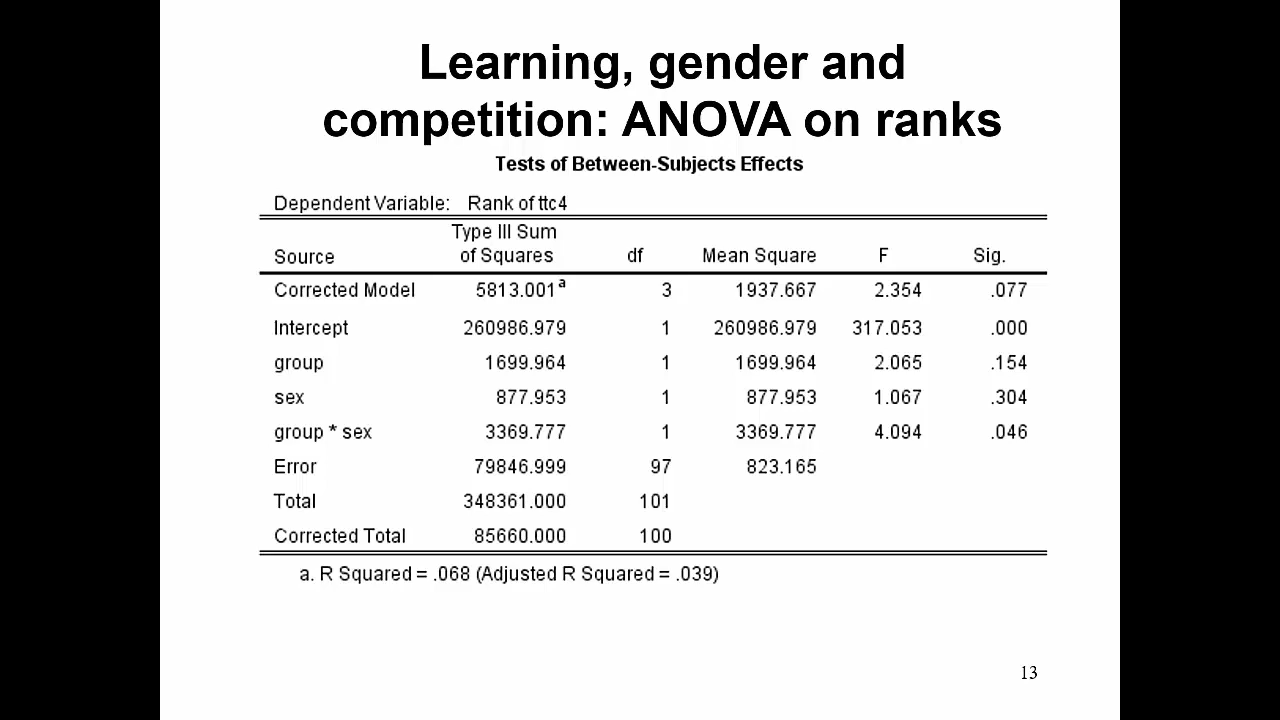 Learning, gender and
competition: ANOVA on ranks
Tests of Between-Subjects Effects
Dependent Variable: Rank of ttc4
Source Type III Sum of Squares df Mean Square F Sig.
Corrected Model 5813.001a 3 1937.667 2.354 .077
Intercept 260986.979 1 260986.979 317.053 .000
group 1699.964 1 1699.964 2.065 .154
sex 877.953 1 877.953 1.067 .304
group * sex 3369.777 1 3369.777 4.094 .046
Error 79846.999 97 823.165
Total 348361.000 101
Corrected Total 85660.000 100
a. R Squared = .068 (Adjusted R Squared = .039)
13